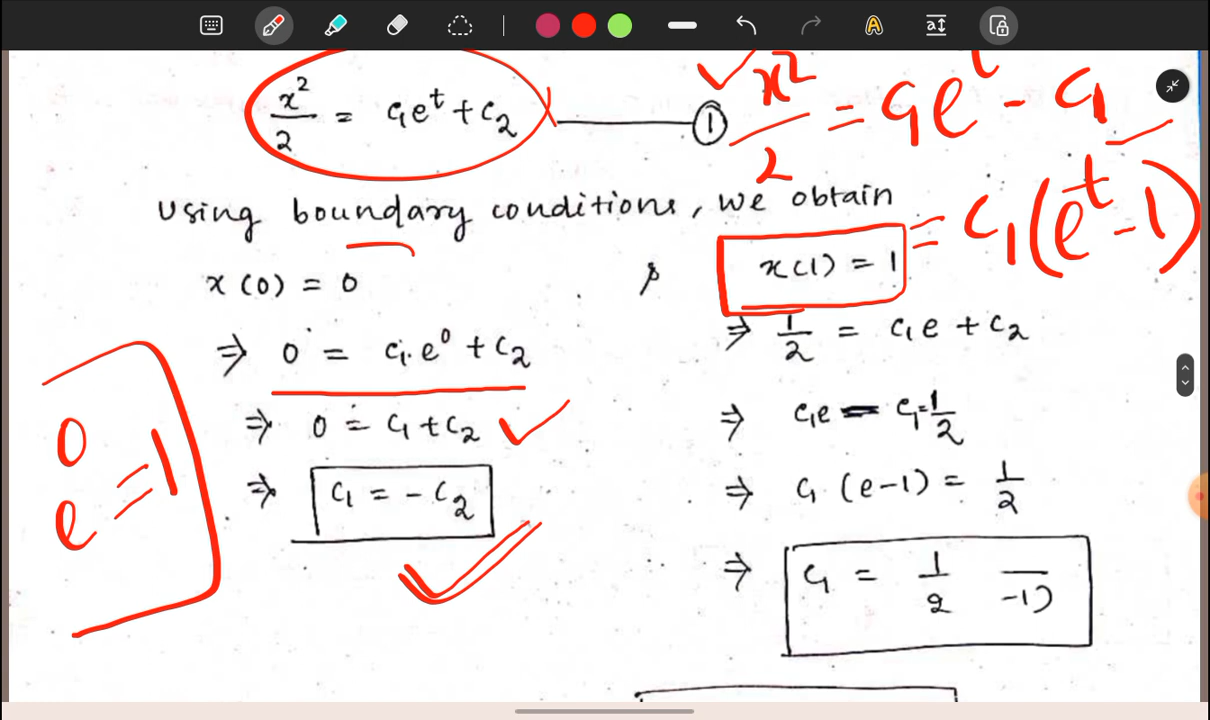 x²/2 = c₁eᵗ + c₂ —— ①
x²/2 = c₁eᵗ - c₁
= c₁(eᵗ - 1)
Using boundary conditions, we obtain
x(0) = 0
⇒ 0 = c₁.e⁰ + c₂
⇒ 0 = c₁ + c₂
⇒ c₁ = - c₂
e⁰ = 1
x(1) = 1
⇒ 1/2 = c₁e + c₂
⇒ c₁e - c₁ = 1/2
⇒ c₁ (e-1) = 1/2
⇒ c₁ = 1/2 -1)